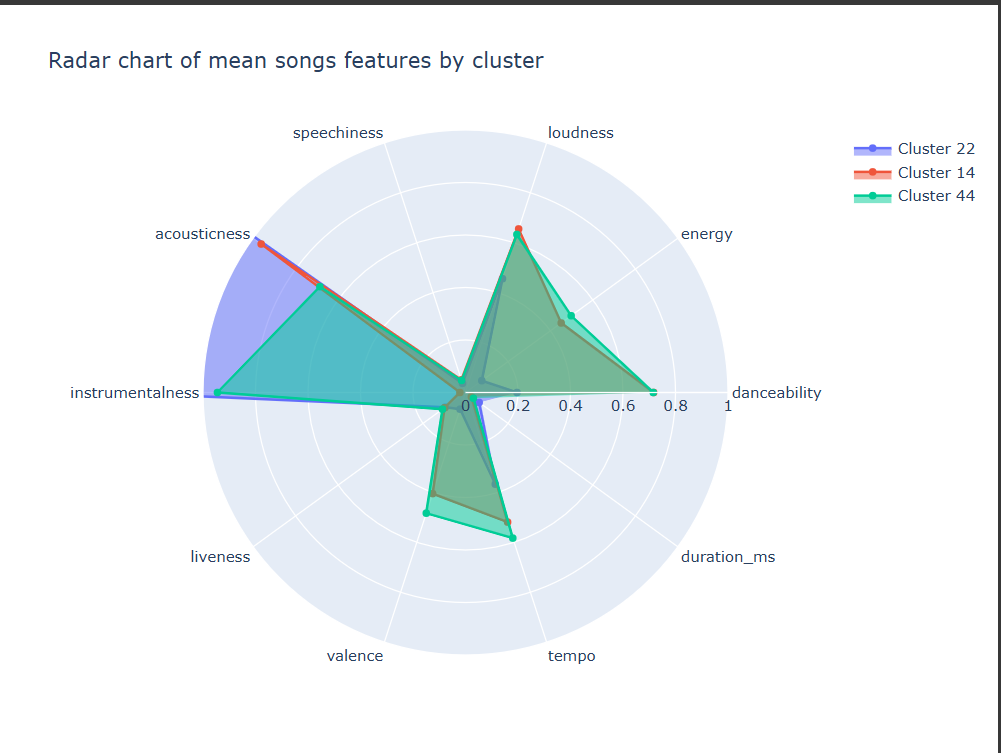 Radar chart of mean songs features by cluster
speechiness
loudness
Cluster 22
Cluster 14
Cluster 44
acousticness
energy
instrumentalness
danceability
0
0.2
0.4
0.6
0.8
1
liveness
duration_ms
valence
tempo